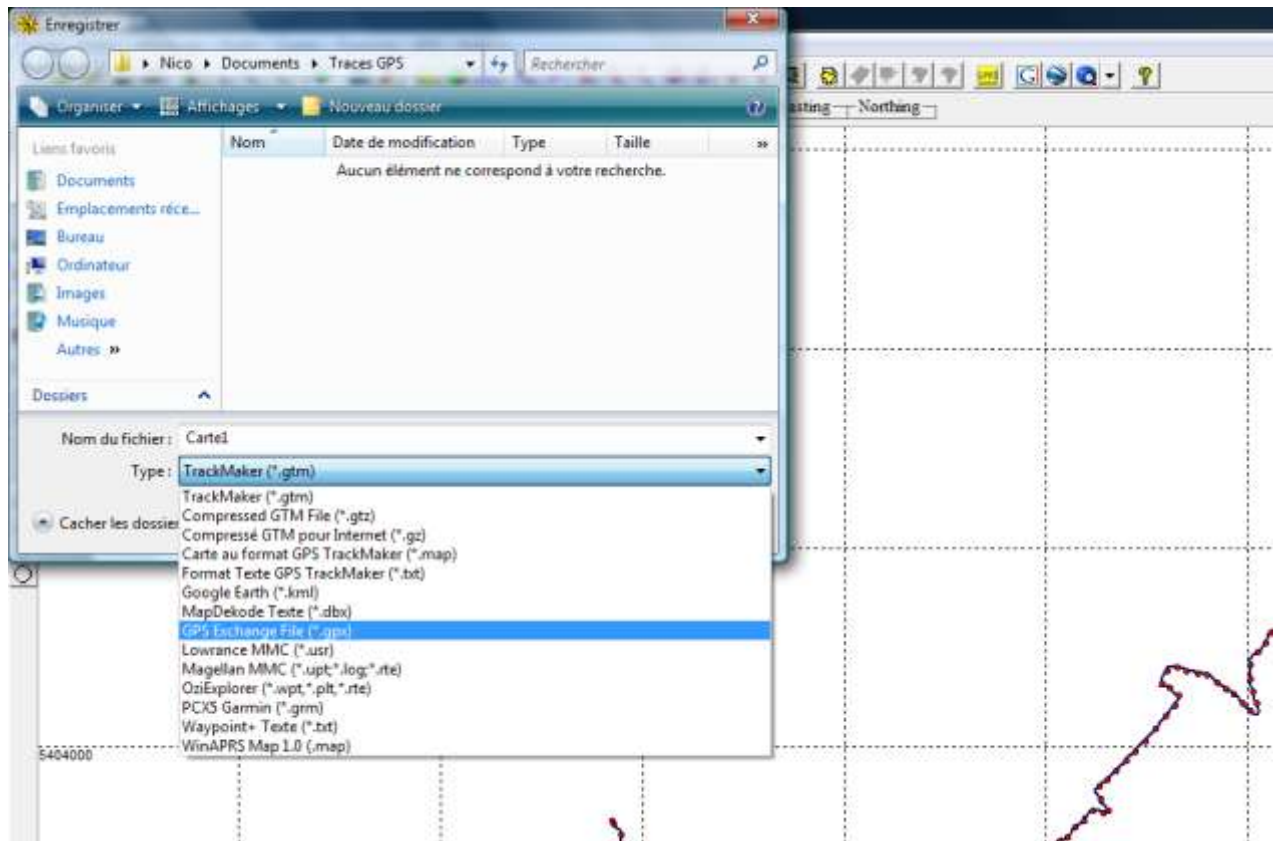 Enregistrer
Nico ▸ Documents ▸ Traces GPS
Rechercher
Organiser
Affichages
Nouveau dossier
asting
Northing
Liens favoris
Documents
Emplacements réce...
Bureau
Ordinateur
Images
Musique
Autres »
Dossiers
Nom
Date de modification
Type
Taille
»
Aucun élément ne correspond à votre recherche.
Nom du fichier : Carte1
Type : TrackMaker (*.gtm)
Cacher les dossier
TrackMaker (*.gtm)
Compressed GTM File (*.gtz)
Compressé GTM pour Internet (*.gz)
Carte au format GPS TrackMaker (*.map)
Format Texte GPS TrackMaker (*.txt)
Google Earth (*.kml)
MapDekode Texte (*.dbx)
GPS Exchange File (*.gpx)
Lowrance MMC (*.usr)
Magellan MMC (*.upt;*.log;*.rte)
OziExplorer (*.wpt,*.plt,*.rte)
PCX5 Garmin (*.grm)
Waypoint+ Texte (*.txt)
WinAPRS Map 1.0 (.map)
5404000